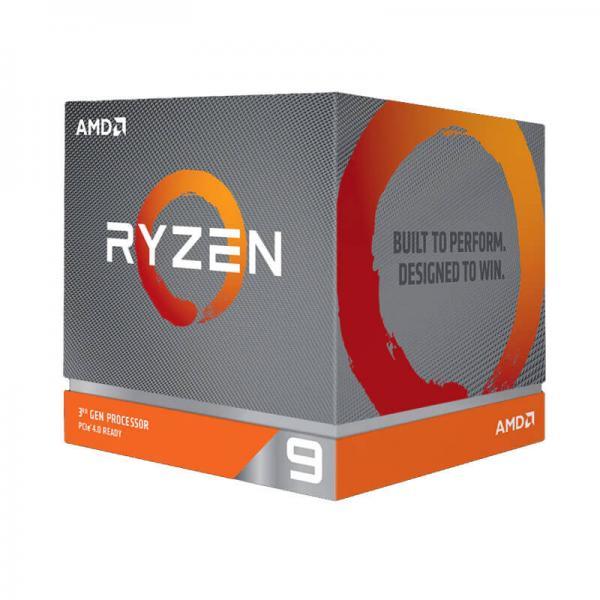 AMD
RYZEN
3RD GEN PROCESSOR
PCIe® 4.0 READY
9
BUILT TO PERFORM.
DESIGNED TO WIN.
AMD